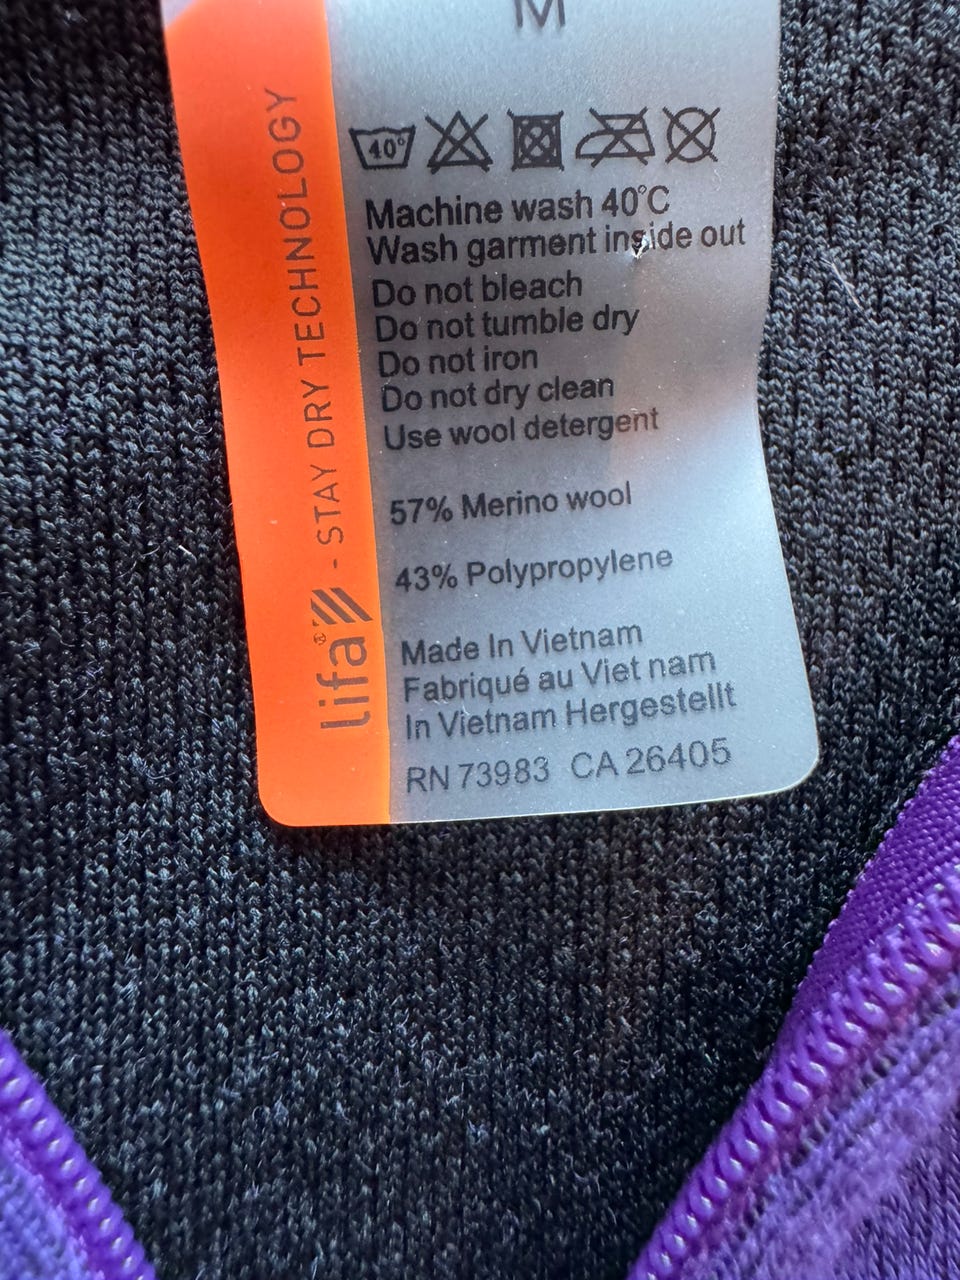 M
40°
Machine wash 40°C
Wash garment inside out
Do not bleach
Do not tumble dry
Do not iron
Do not dry clean
Use wool detergent
57% Merino wool
43% Polypropylene
Made In Vietnam
Fabriqué au Viet nam
In Vietnam Hergestellt
RN 73983 CA 26405
lifa® - STAY DRY TECHNOLOGY